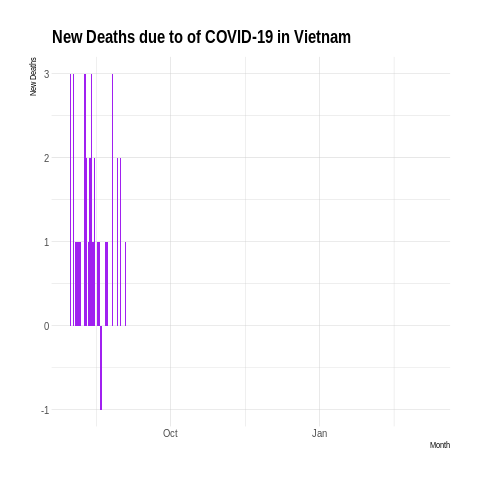 New Deaths due to of COVID-19 in Vietnam
New Deaths
3
2
1
0
-1
Oct
Jan
Month